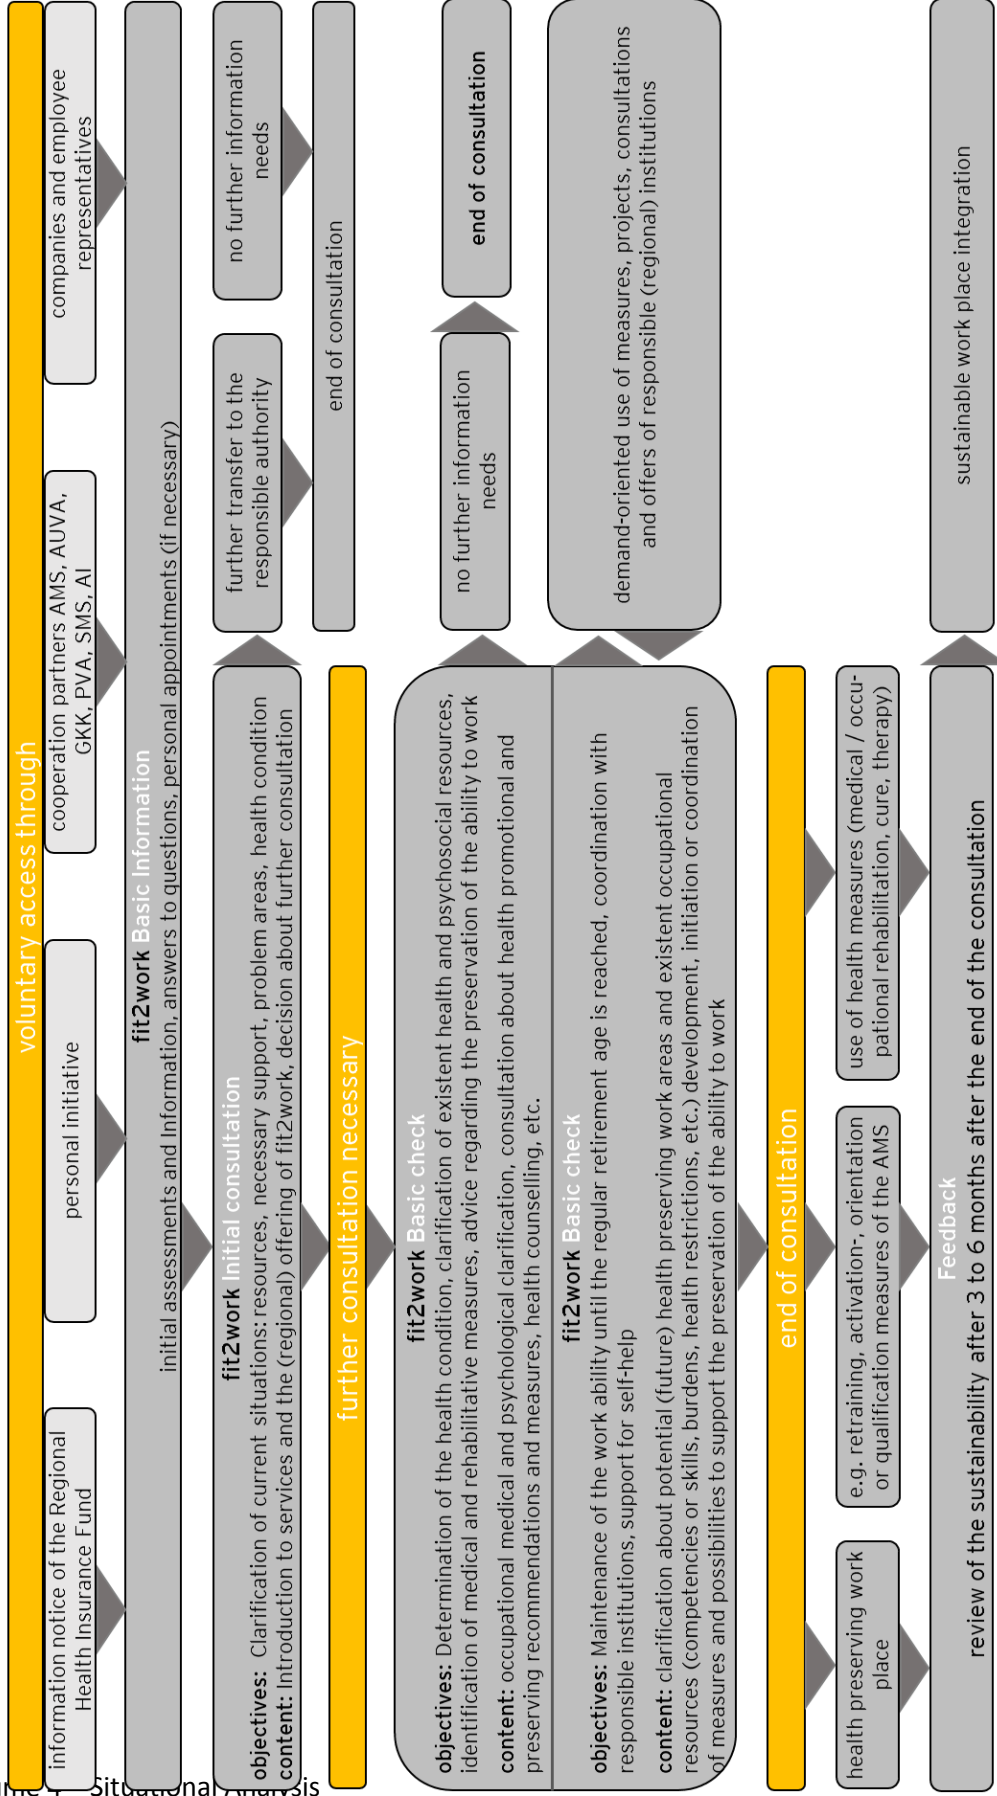 voluntary access through
information notice of the Regional
Health Insurance Fund
personal initiative
cooperation partners AMS, AUVA,
GKK, PVA, SMS, AI
companies and employee
representatives
fit2work Basic Information
initial assessments and Information, answers to questions, personal appointments (if necessary)
fit2work Initial consultation
objectives: Clarification of current situations: resources, necessary support, problem areas, health condition
content: Introduction to services and the (regional) offering of fit2work, decision about further consultation
further transfer to the
responsible authority
no further information
needs
end of consultation
further consultation necessary
fit2work Basic check
objectives: Determination of the health condition, clarification of existent health and psychosocial resources,
identification of medical and rehabilitative measures, advice regarding the preservation of the ability to work
content: occupational medical and psychological clarification, consultation about health promotional and
preserving recommendations and measures, health counselling, etc.
no further information
needs
end of consultation
fit2work Basic check
objectives: Maintenance of the work ability until the regular retirement age is reached, coordination with
responsible institutions, support for self-help
content: clarification about potential (future) health preserving work areas and existent occupational
resources (competencies or skills, burdens, health restrictions, etc.) development, initiation or coordination
of measures and possibilities to support the preservation of the ability to work
demand-oriented use of measures, projects, consultations
and offers of responsible (regional) institutions
end of consultation
health preserving work
place
e.g. retraining, activation-, orientation
or qualification measures of the AMS
use of health measures (medical / occu-
pational rehabilitation, cure, therapy)
Feedback
review of the sustainability after 3 to 6 months after the end of the consultation
sustainable work place integration
Situational Analysis